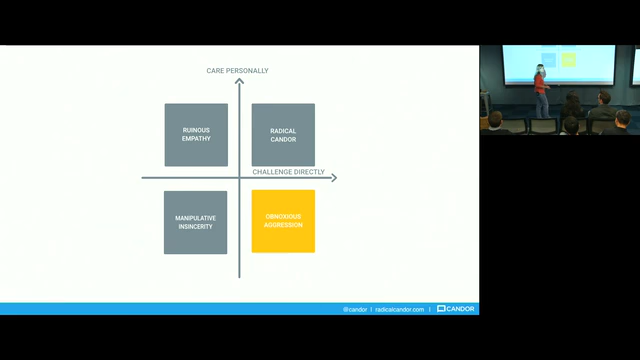 CARE PERSONALLY
RUINOUS
EMPATHY
RADICAL
CANDOR
CHALLENGE DIRECTLY
MANIPULATIVE
INSINCERITY
OBNOXIOUS
AGGRESSION
@candor | radicalcandor.com | CANDOR